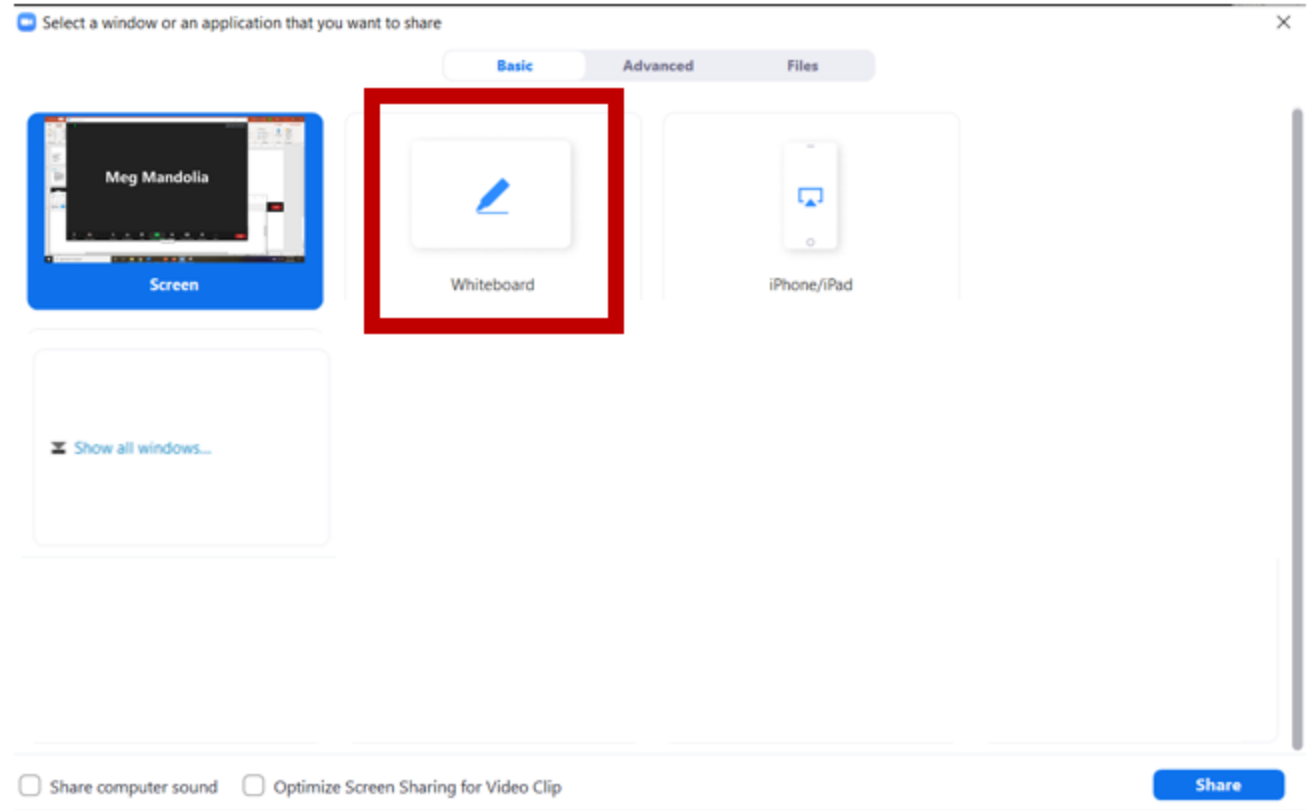 Select a window or an application that you want to share
Basic Advanced Files
Meg Mandolia
Screen
Whiteboard
iPhone/iPad
Show all windows...
Share computer sound
Optimize Screen Sharing for Video Clip
Share